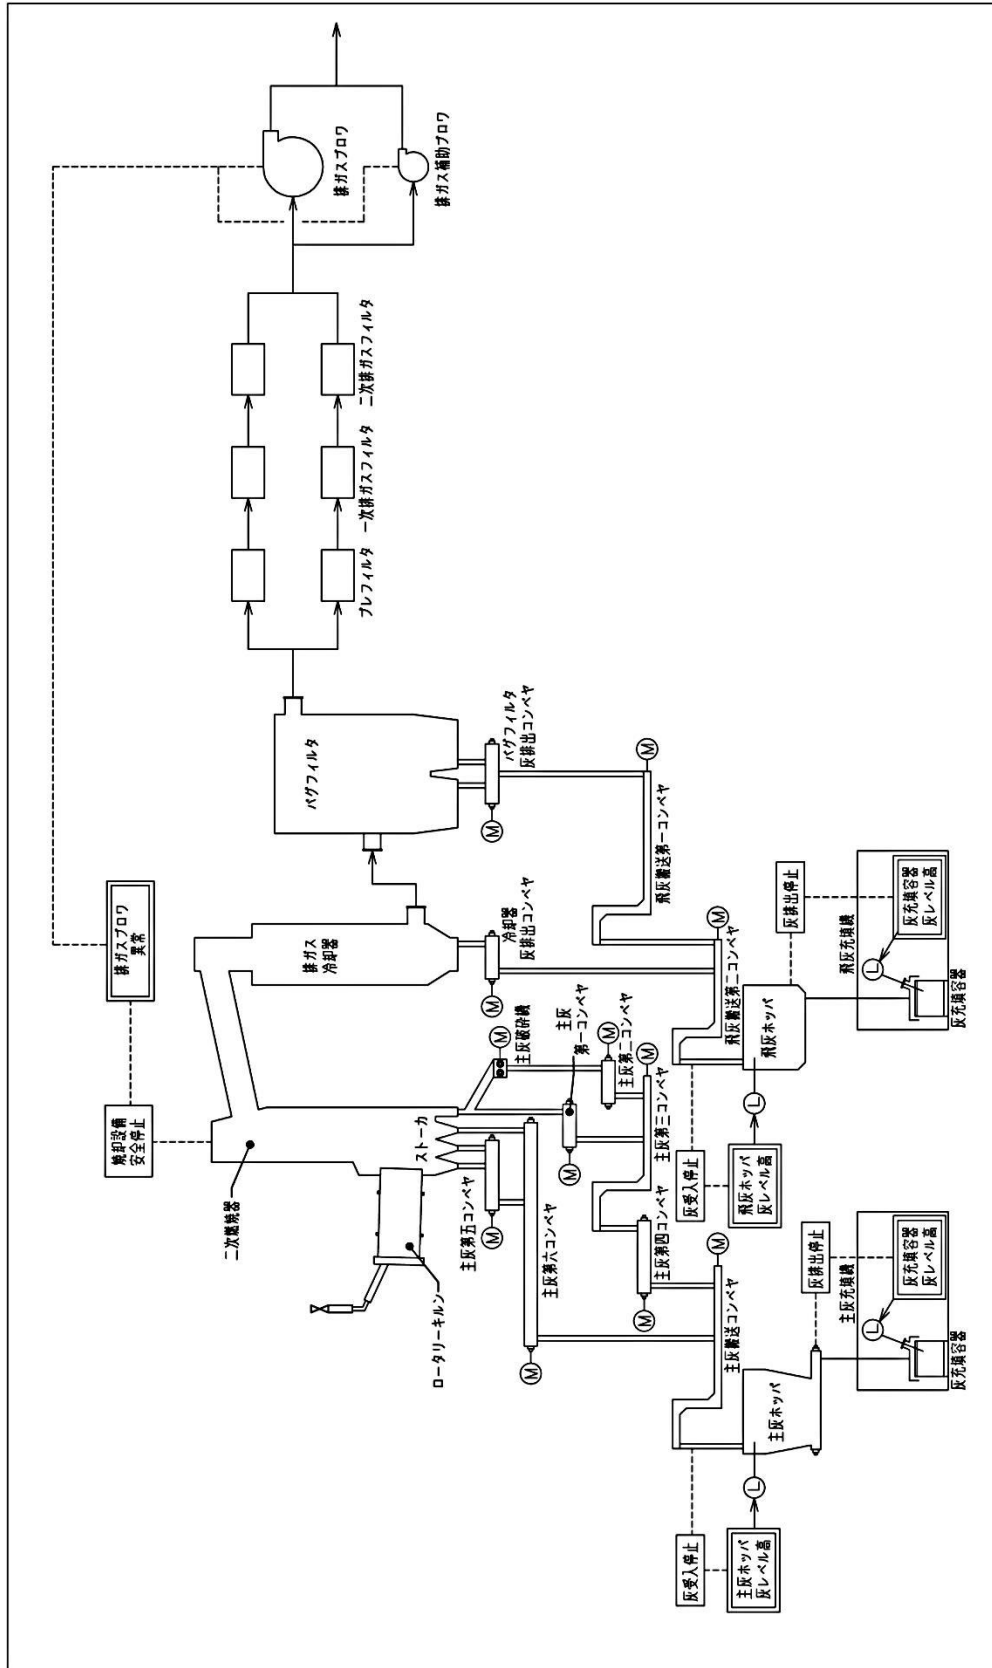 排ガスブロワ
異常
焼却設備
安全停止
二次燃焼器
ロータリーキルン
ストーカ
排ガス
冷却器
バグフィルタ
プレフィルタ
一次排ガスフィルタ
二次排ガスフィルタ
排ガスブロワ
排ガス補助ブロワ
主灰第五コンベヤ
M
主灰第六コンベヤ
M
主灰破砕機
M
主灰
第一コンベヤ
M
主灰第二コンベヤ
M
主灰第三コンベヤ
M
主灰第四コンベヤ
M
冷却器
灰排出コンベヤ
M
バグフィルタ
灰排出コンベヤ
M
飛灰搬送第一コンベヤ
M
飛灰搬送第二コンベヤ
M
主灰搬送コンベヤ
M
灰受入停止
主灰ホッパ
灰レベル高
L
主灰ホッパ
灰排出停止
主灰充填機
灰充填容器
灰レベル高
L
灰充填容器
灰受入停止
飛灰ホッパ
灰レベル高
L
飛灰ホッパ
灰排出停止
飛灰充填機
灰充填容器
灰レベル高
L
灰充填容器